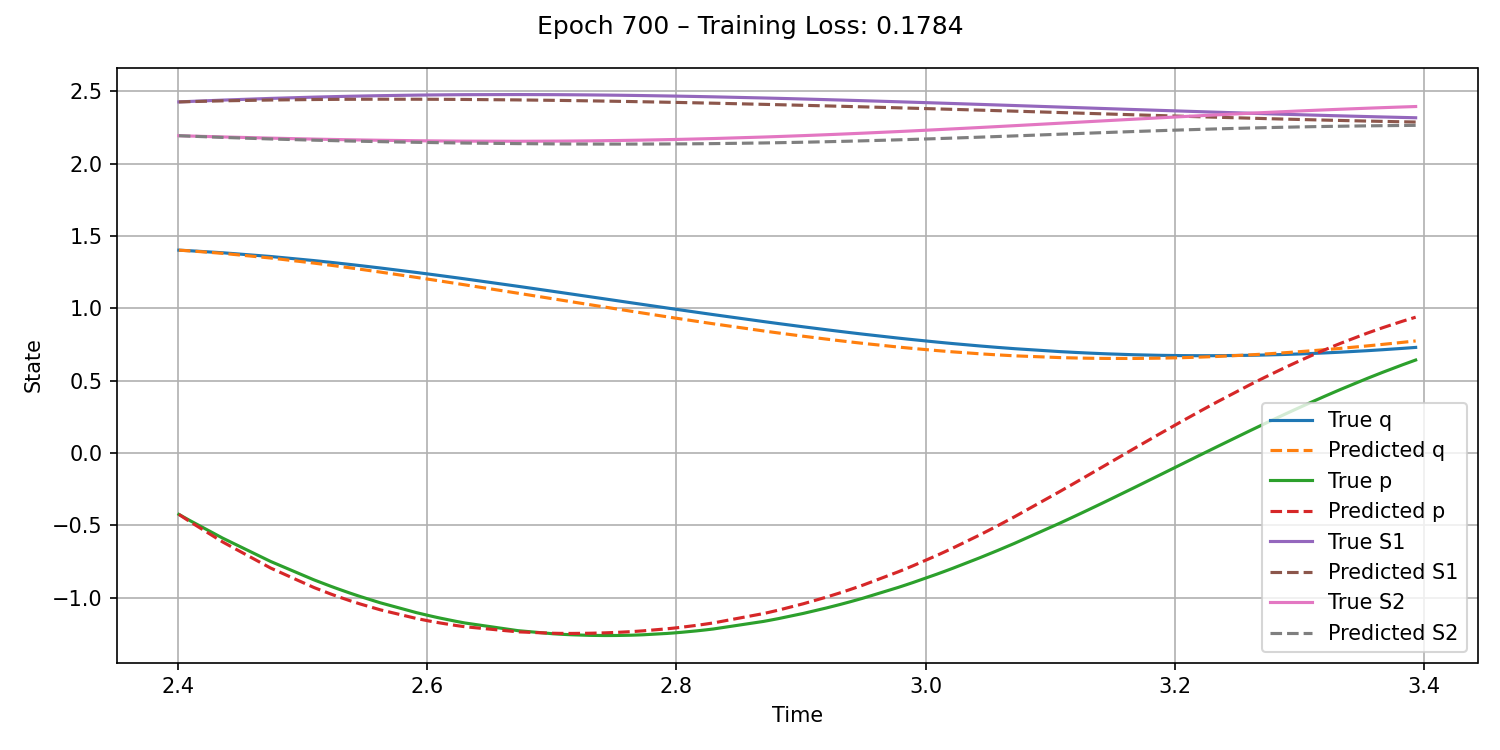 Epoch 700 – Training Loss: 0.1784
State
2.5
2.0
1.5
1.0
0.5
0.0
−0.5
−1.0
True q
Predicted q
True p
Predicted p
True S1
Predicted S1
True S2
Predicted S2
2.4 2.6 2.8 3.0 3.2 3.4
Time